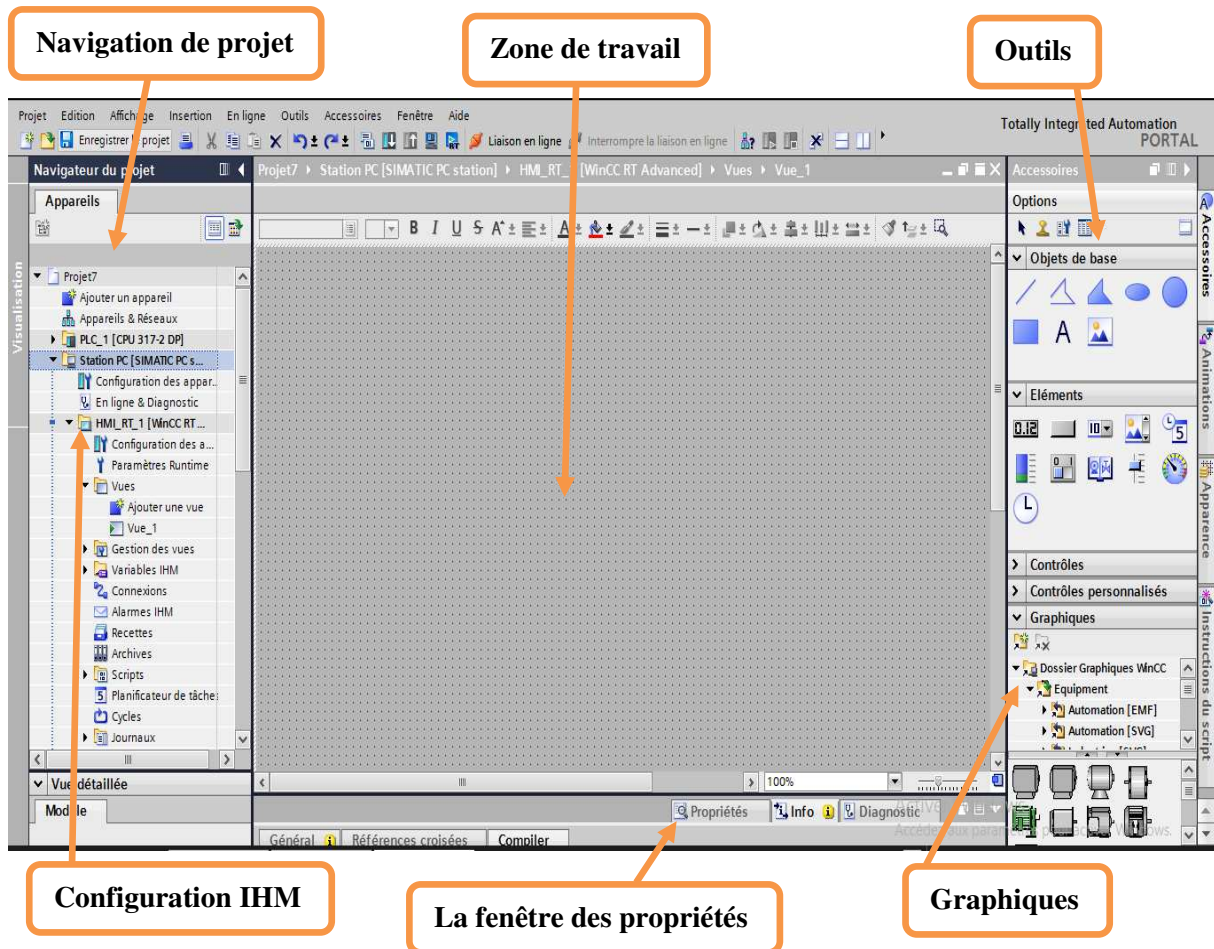 Navigation de projet
Zone de travail
Outils
Projet Edition Affichage Insertion En ligne Outils Accessoires Fenêtre Aide
Totally Integrated Automation
PORTAL
Enregistrer le projet
Liaison en ligne
Interrompre la liaison en ligne
Navigateur du projet
Projet7 Station PC [SIMATIC PC station] HMI_RT_1 [WinCC RT Advanced] Vues Vue_1
Accessoires
Appareils
Options
B I U S A A
Objets de base
A
Visualisation
Projet7
Ajouter un appareil
Appareils & Réseaux
PLC_1 [CPU 317-2 DP]
Station PC [SIMATIC PC s...
Configuration des appar..
En ligne & Diagnostic
HMI_RT_1 [WinCC RT ...
Configuration des a...
Paramètres Runtime
Vues
Ajouter une vue
Vue_1
Gestion des vues
Variables IHM
Connexions
Alarmes IHM
Recettes
Archives
Scripts
5 Planificateur de tâche:
Cycles
Journaux
Vue détaillée
Module
Eléments
0.12 10 5
0 1
Contrôles
Contrôles personnalisés
Graphiques
Dossier Graphiques WinCC
Equipment
Automation [EMF]
Automation [SVG]
Accessoires
Animations
Apparence
Instructions du script
100%
Propriétés
Info
Diagnostic
Général
Références croisées
Compiler
Configuration IHM
La fenêtre des propriétés
Graphiques